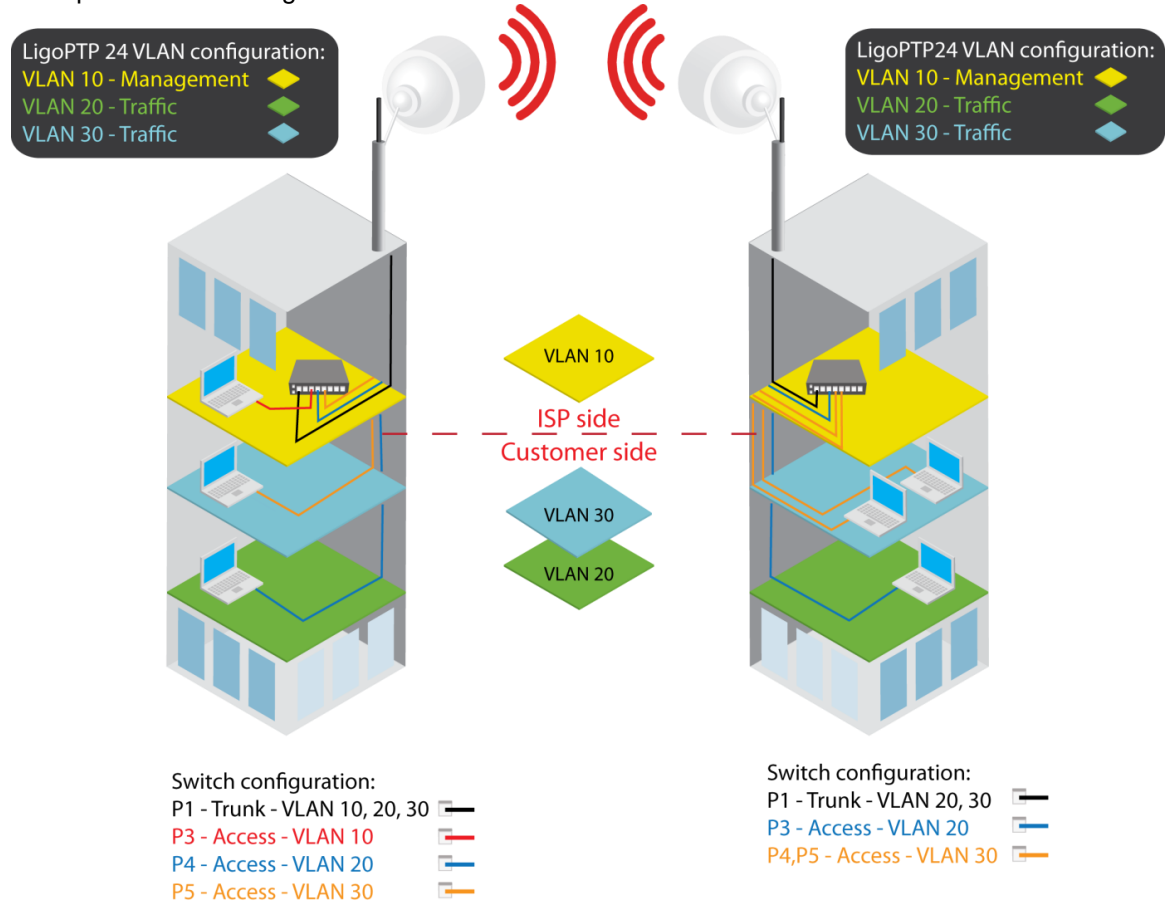 LigoPTP 24 VLAN configuration:
VLAN 10 - Management
VLAN 20 - Traffic
VLAN 30 - Traffic
LigoPTP24 VLAN configuration:
VLAN 10 - Management
VLAN 20 - Traffic
VLAN 30 - Traffic
VLAN 10
ISP side
Customer side
VLAN 30
VLAN 20
Switch configuration:
P1 - Trunk - VLAN 10, 20, 30
P3 - Access - VLAN 10
P4 - Access - VLAN 20
P5 - Access - VLAN 30
Switch configuration:
P1 - Trunk - VLAN 20, 30
P3 - Access - VLAN 20
P4,P5 - Access - VLAN 30